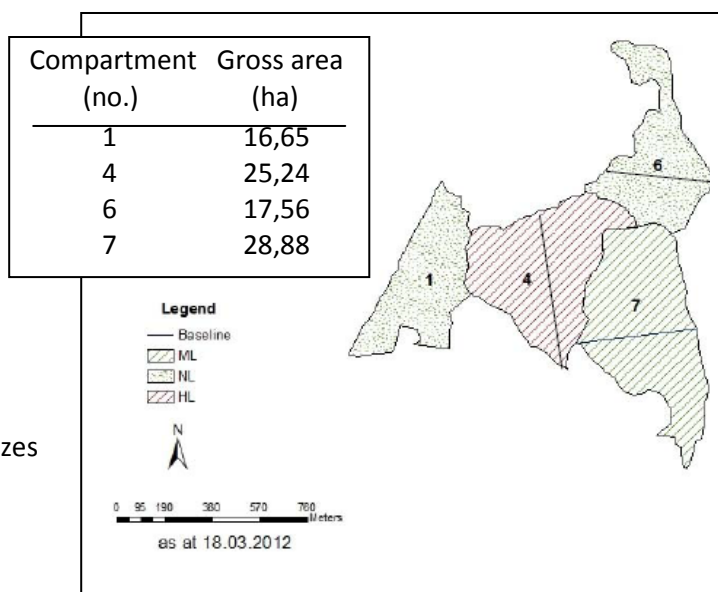 Compartment Gross area
(no.) (ha)
1 16,65
4 25,24
6 17,56
7 28,88
6
1
4
7
Legend
Baseline
ML
NL
HL
N
zes
0 95 190 380 570 760
Meters
as at 18.03.2012